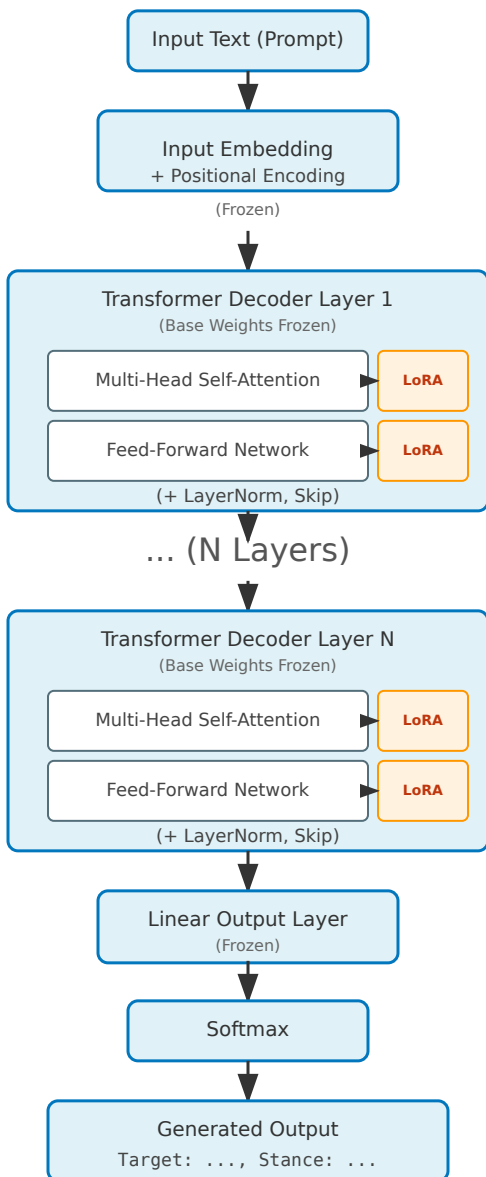 Input Text (Prompt)
Input Embedding
+ Positional Encoding
(Frozen)
Transformer Decoder Layer 1
(Base Weights Frozen)
Multi-Head Self-Attention
LoRA
Feed-Forward Network
LoRA
(+ LayerNorm, Skip)
... (N Layers)
Transformer Decoder Layer N
(Base Weights Frozen)
Multi-Head Self-Attention
LoRA
Feed-Forward Network
LoRA
(+ LayerNorm, Skip)
Linear Output Layer
(Frozen)
Softmax
Generated Output
Target: ..., Stance: ...